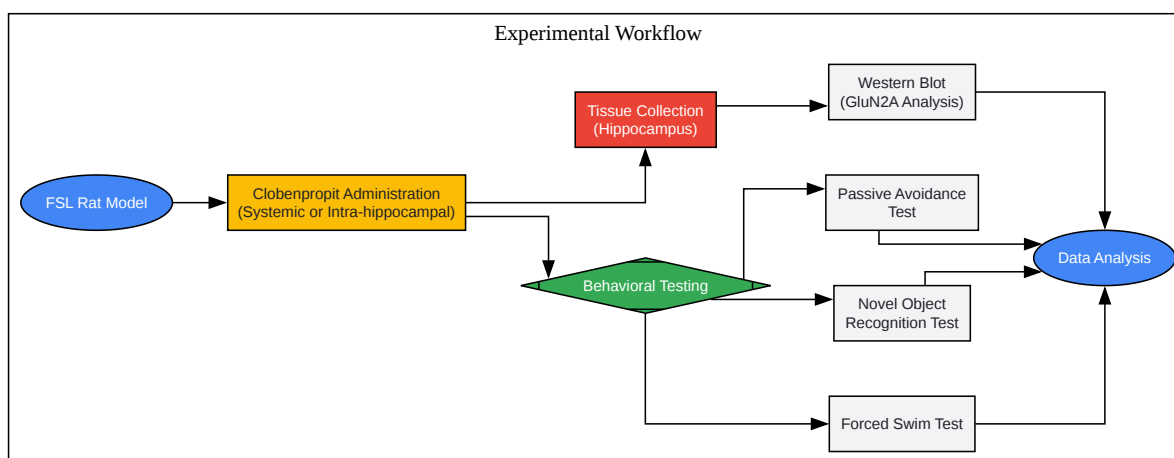 Experimental Workflow
FSL Rat Model
Clobenpropit Administration
(Systemic or Intra-hippocampal)
Tissue Collection
(Hippocampus)
Behavioral Testing
Western Blot
(GluN2A Analysis)
Passive Avoidance
Test
Novel Object
Recognition Test
Forced Swim Test
Data Analysis